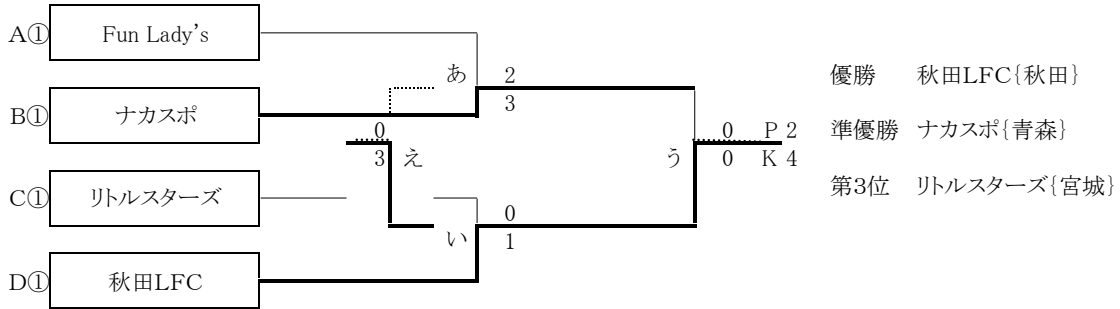 A① Fun Lady's
あ 2
3
B① ナカスポ
0
3 え
C① リトルスターズ
い 0
1
D① 秋田LFC
う 0 P 2
0 K 4
優勝 秋田LFC{秋田}
準優勝 ナカスポ{青森}
第3位 リトルスターズ{宮城}